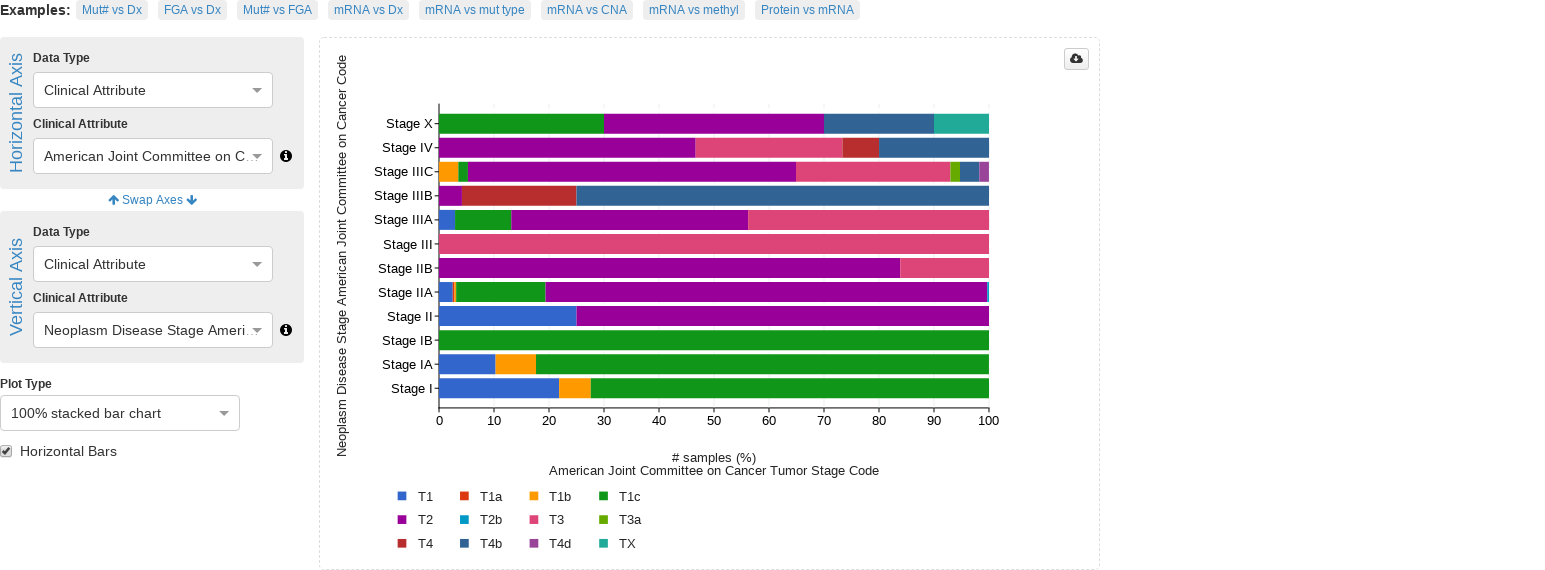 Examples: Mut# vs Dx FGA vs Dx Mut# vs FGA mRNA vs Dx mRNA vs mut type mRNA vs CNA mRNA vs methyl Protein vs mRNA
Horizontal Axis
Data Type
Clinical Attribute
Clinical Attribute
American Joint Committee on C...
Swap Axes
Vertical Axis
Data Type
Clinical Attribute
Clinical Attribute
Neoplasm Disease Stage Ameri...
Plot Type
100% stacked bar chart
Horizontal Bars
Neoplasm Disease Stage American Joint Committee on Cancer Code
Stage X
Stage IV
Stage IIIC
Stage IIIB
Stage IIIA
Stage III
Stage IIB
Stage IIA
Stage II
Stage IB
Stage IA
Stage I
0 10 20 30 40 50 60 70 80 90 100
# samples (%)
American Joint Committee on Cancer Tumor Stage Code
T1 T1a T1b T1c
T2 T2b T3 T3a
T4 T4b T4d TX